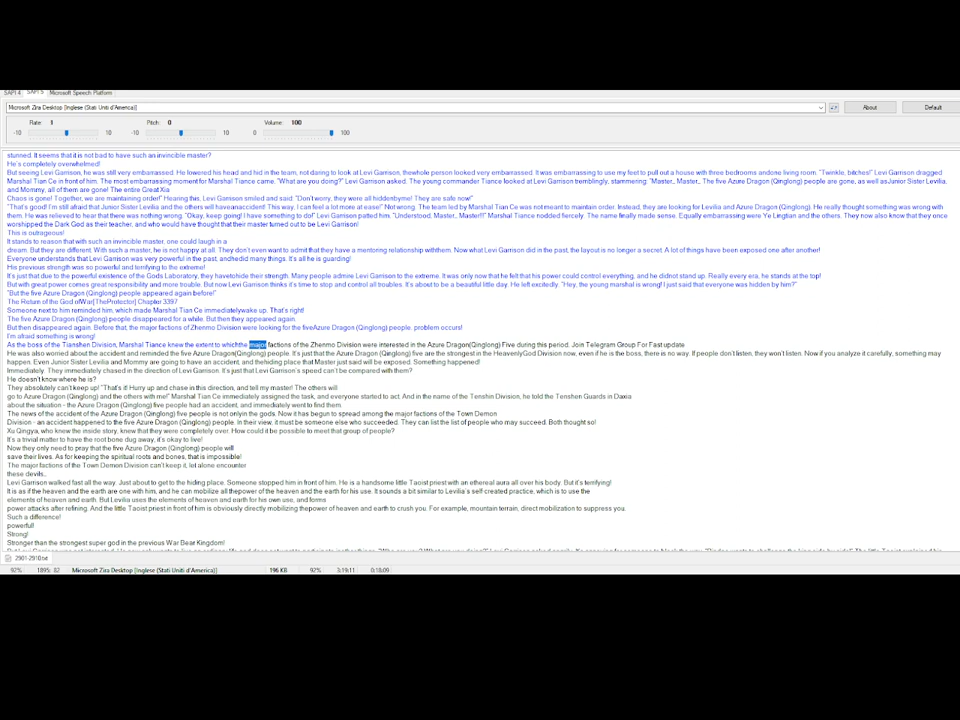 SAPI 4 SAPI 5 Microsoft Speech Platform
Microsoft Zira Desktop [Inglese (Stati Uniti d'America)] About Default
Rate: 1 Pitch: 0 Volume: 100
-10 10 -10 10 0 100
stunned. It seems that it is not bad to have such an invincible master?
He's completely overwhelmed!
But seeing Levi Garrison, he was still very embarrassed. He lowered his head and hid in the team, not daring to look at Levi Garrison, thewhole person looked very embarrassed. It was embarrassing to use my feet to pull out a house with three bedrooms andone living room. "Twinkle, bitches!" Levi Garrison dragged
Marshal Tian Ce in front of him. The most embarrassing moment for Marshal Tiance came. "What are you doing?" Levi Garrison asked. The young commander Tiance looked at Levi Garrison tremblingly, stammering: "Master.. Master.. The five Azure Dragon (Qinglong) people are gone, as well asJunior Sister Levilia,
and Mommy, all of them are gone! The entire Great Xia
Chaos is gone! Together, we are maintaining order!" Hearing this, Levi Garrison smiled and said: "Don't worry, they were all hiddenbyme! They are safe now!"
"That's good! I'm still afraid that Junior Sister Levilia and the others will haveanaccident! This way, I can feel a lot more at ease!" Not wrong. The team led by Marshal Tian Ce was not meant to maintain order. Instead, they are looking for Levilia and Azure Dragon (Qinglong). He really thought something was wrong with
them. He was relieved to hear that there was nothing wrong. "Okay, keep going! I have something to do!" Levi Garrison patted him. "Understood, Master.. Master!!!" Marshal Tiance nodded fiercely. The name finally made sense. Equally embarrassing were Ye Lingtian and the others. They now also know that they once
worshipped the Dark God as their teacher, and who would have thought that their master turned out to be Levi Garrison!
This is outrageous!
It stands to reason that with such an invincible master, one could laugh in a
dream. But they are different. With such a master, he is not happy at all. They don't even want to admit that they have a mentoring relationship withthem. Now what Levi Garrison did in the past, the layout is no longer a secret. A lot of things have been exposed one after another!
Everyone understands that Levi Garrison was very powerful in the past, andhedid many things. It's all he is guarding!
His previous strength was so powerful and terrifying to the extreme!
It's just that due to the powerful existence of the Gods Laboratory, they havetohide their strength. Many people admire Levi Garrison to the extreme. It was only now that he felt that his power could control everything, and he didnot stand up. Really every era, he stands at the top!
But with great power comes great responsibility and more trouble. But now Levi Garrison thinks it's time to stop and control all troubles. It's about to be a beautiful little day. He left excitedly. "Hey, the young marshal is wrong! I just said that everyone was hidden by him?"
"But the five Azure Dragon (Qinglong) people appeared again before!"
The Return of the God ofWar[TheProtector] Chapter 3397
Someone next to him reminded him, which made Marshal Tian Ce immediatelywake up. That's right!
The five Azure Dragon (Qinglong) people disappeared for a while. But then they appeared again.
But then disappeared again. Before that, the major factions of Zhenmo Division were looking for the fiveAzure Dragon (Qinglong) people. problem occurs!
I'm afraid something is wrong!
As the boss of the Tianshen Division, Marshal Tiance knew the extent to whichthe major factions of the Zhenmo Division were interested in the Azure Dragon(Qinglong) Five during this period. Join Telegram Group For Fast update
He was also worried about the accident and reminded the five Azure Dragon(Qinglong) people. It's just that the Azure Dragon (Qinglong) five are the strongest in the HeavenlyGod Division now, even if he is the boss, there is no way. If people don't listen, they won't listen. Now if you analyze it carefully, something may
happen. Even Junior Sister Levilia and Mommy are going to have an accident, and thehiding place that Master just said will be exposed. Something happened!
Immediately. They immediately chased in the direction of Levi Garrison. It's just that Levi Garrison's speed can't be compared with them?
He doesn't know where he is?
They absolutely can't keep up! "That's it! Hurry up and chase in this direction, and tell my master! The others will
go to Azure Dragon (Qinglong) and the others with me!" Marshal Tian Ce immediately assigned the task, and everyone started to act. And in the name of the Tenshin Division, he told the Tenshen Guards in Daxia
about the situation - the Azure Dragon (Qinglong) five people had an accident, and immediately went to find them.
The news of the accident of the five Azure Dragon (Qinglong) five people is not onlyin the gods. Now it has begun to spread among the major factions of the Town Demon
Division - an accident happened to the five Azure Dragon (Qinglong) people. In their view, it must be someone else who succeeded. They can list the list of people who may succeed. Both thought so!
Xu Qingya, who knew the inside story, knew that they were completely over. How could it be possible to meet that group of people?
It's a trivial matter to have the root bone dug away, it's okay to live!
Now they only need to pray that the five Azure Dragon (Qinglong) people will
save their lives. As for keeping the spiritual roots and bones, that is impossible!
The major factions of the Town Demon Division can't keep it, let alone encounter
these devils..
Levi Garrison walked fast all the way. Just about to get to the hiding place. Someone stopped him in front of him. He is a handsome little Taoist priest with an ethereal aura all over his body. But it's terrifying!
It is as if the heaven and the earth are one with him, and he can mobilize all thepower of the heaven and the earth for his use. It sounds a bit similar to Levilia's self created practice, which is to use the
elements of heaven and earth. But Levilia uses the elements of heaven and earth for his own use, and forms
power attacks after refining. And the little Taoist priest in front of him is obviously directly mobilizing thepower of heaven and earth to crush you. For example, mountain terrain, direct mobilization to suppress you.
Such a difference!
powerful!
Strong!
Stronger than the strongest super god in the previous War Bear Kingdom!
2901-2910.txt
92% 1895: 82 Microsoft Zira Desktop [Inglese (Stati Uniti d'America)] 196 KB 92% 3:19:11 0:18:09